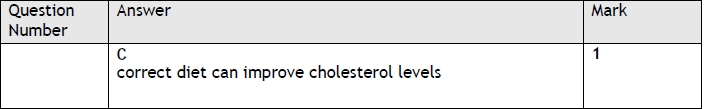 Question Number Answer Mark
C
correct diet can improve cholesterol levels 1